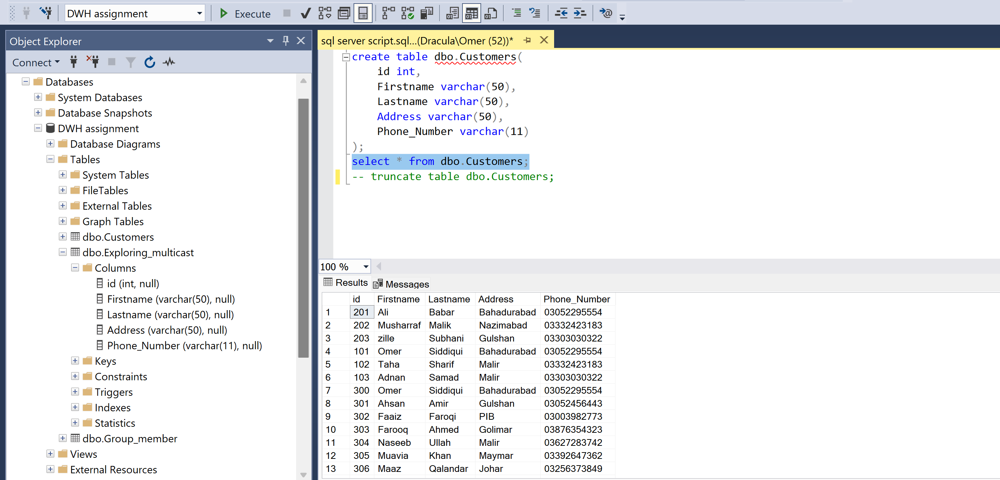 DWH assignment Execute
Object Explorer
Connect
Databases
System Databases
Database Snapshots
DWH assignment
Database Diagrams
Tables
System Tables
FileTables
External Tables
Graph Tables
dbo.Customers
dbo.Exploring_multicast
Columns
id (int, null)
Firstname (varchar(50), null)
Lastname (varchar(50), null)
Address (varchar(50), null)
Phone_Number (varchar(11), null)
Keys
Constraints
Triggers
Indexes
Statistics
dbo.Group_member
Views
External Resources
sql server script.sql...(Dracula\Omer (52))*
create table dbo.Customers(
id int,
Firstname varchar(50),
Lastname varchar(50),
Address varchar(50),
Phone_Number varchar(11)
);
select * from dbo.Customers;
-- truncate table dbo.Customers;
100 %
Results Messages
id Firstname Lastname Address Phone_Number
1 201 Ali Babar Bahadurabad 03052295554
2 202 Musharraf Malik Nazimabad 03332423183
3 203 zille Subhani Gulshan 03303030322
4 101 Omer Siddiqui Bahadurabad 03052295554
5 102 Taha Sharif Malir 03332423183
6 103 Adnan Samad Malir 03303030322
7 300 Omer Siddiqui Bahadurabad 03052295554
8 301 Ahsan Amir Gulshan 03052456443
9 302 Faaiz Faroqi PIB 03003982773
10 303 Farooq Ahmed Golimar 03876354323
11 304 Naseeb Ullah Malir 03627283742
12 305 Muavia Khan Maymar 03392647362
13 306 Maaz Qalandar Johar 03256373849